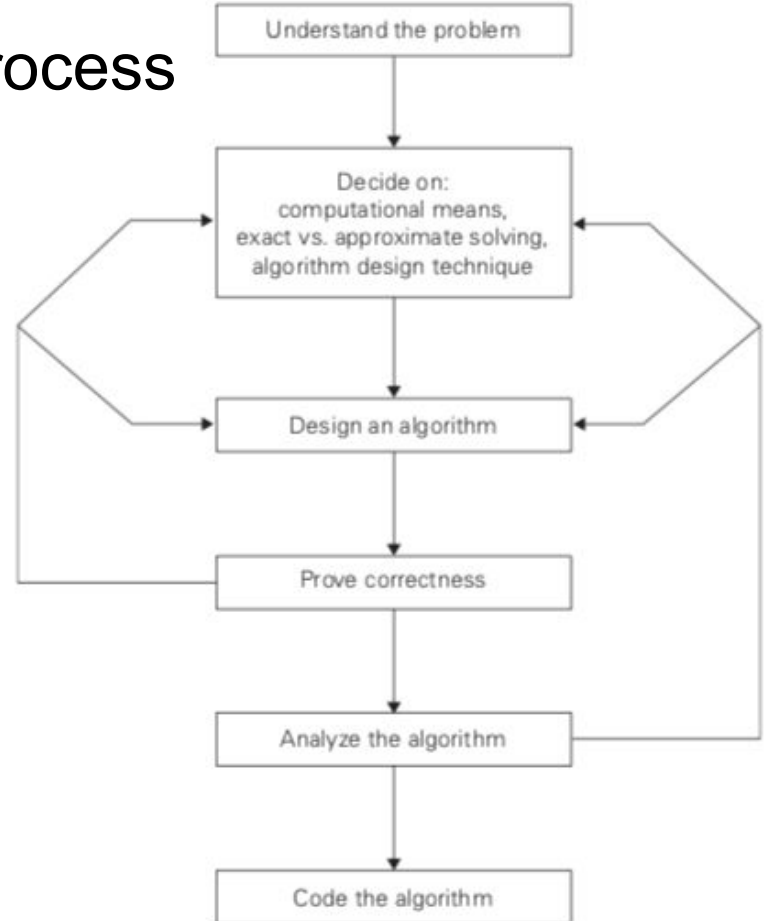 Understand the problem
rocess
Decide on:
computational means,
exact vs. approximate solving,
algorithm design technique
Design an algorithm
Prove correctness
Analyze the algorithm
Code the algorithm